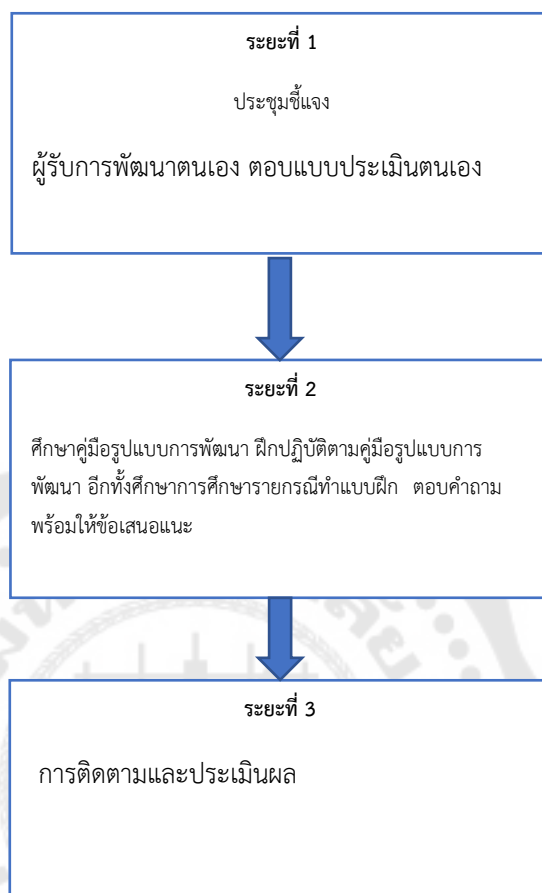 ระยะที่ 1
ประชุมชี้แจง
ผู้รับการพัฒนาตนเอง ตอบแบบประเมินตนเอง
ระยะที่ 2
ศึกษาคู่มือรูปแบบการพัฒนา ฝึกปฏิบัติตามคู่มือรูปแบบการ
พัฒนา อีกทั้งศึกษาการศึกษารายกรณีทำแบบฝึก ตอบคำถาม
พร้อมให้ข้อเสนอแนะ
ระยะที่ 3
การติดตามและประเมินผล